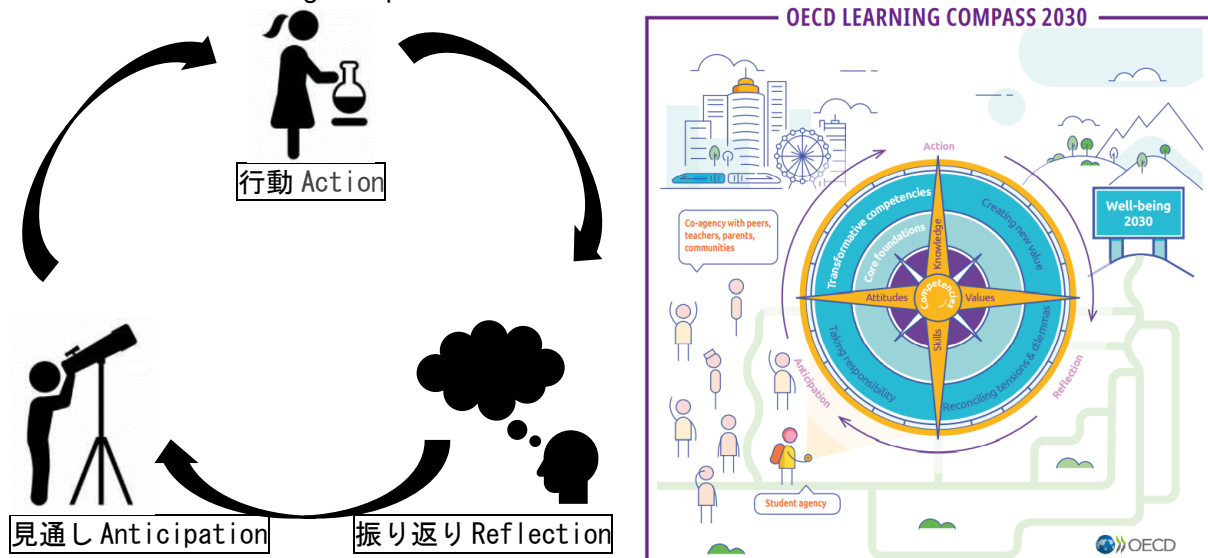 行動 Action
見通し Anticipation
振り返り Reflection
OECD LEARNING COMPASS 2030
Action
Co-agency with peers,
teachers, parents,
communities
Well-being
2030
Transformative competencies
Creating new value
Core foundations
Knowledge
Attitudes
Competencies
Values
Skills
Taking responsibility
Reconciling tensions & dilemmas
Anticipation
Reflection
Student agency
OECD